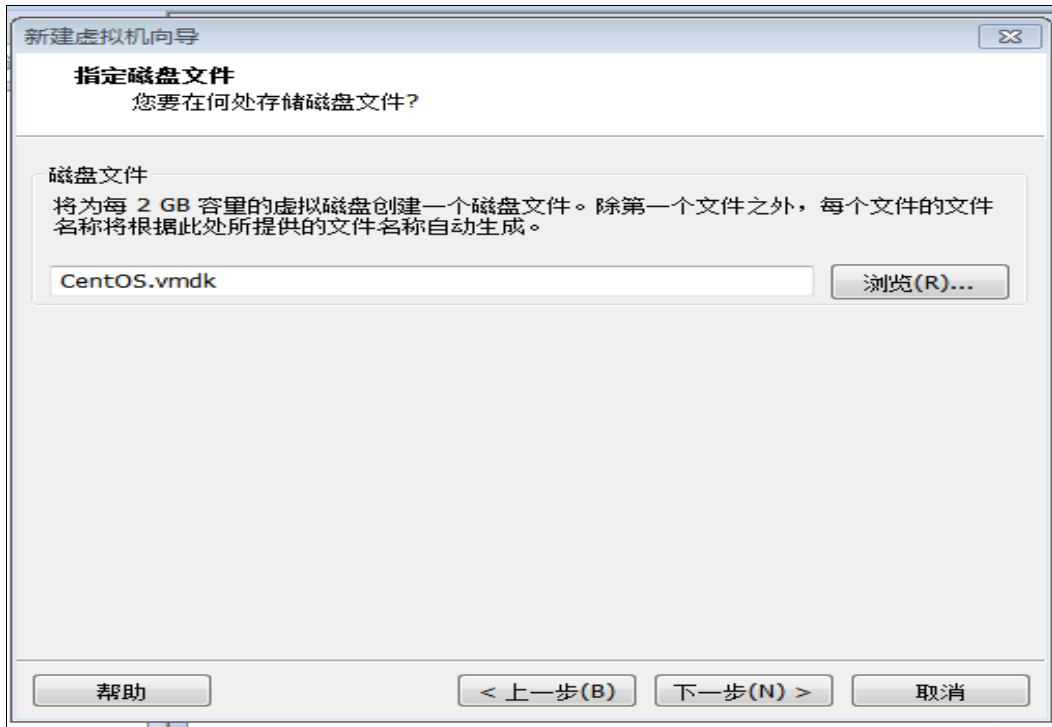 新建虚拟机向导
指定磁盘文件
您要在何处存储磁盘文件?
磁盘文件
将为每 2 GB 容里的虚拟磁盘创建一个磁盘文件。除第一个文件之外，每个文件的文件
名称将根据此处所提供的文件名称自动生成。
CentOS.vmdk
浏览(R)...
帮助
< 上一步(B)
下一步(N) >
取消